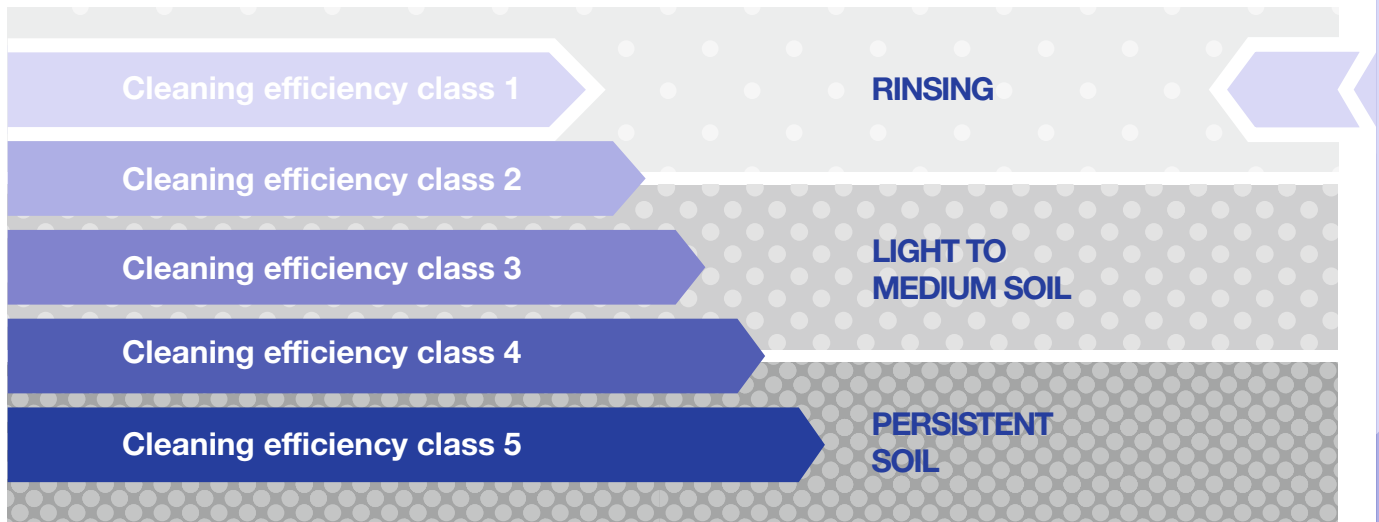 Cleaning efficiency class 1
RINSING
Cleaning efficiency class 2
Cleaning efficiency class 3
LIGHT TO
MEDIUM SOIL
Cleaning efficiency class 4
Cleaning efficiency class 5
PERSISTENT
SOIL